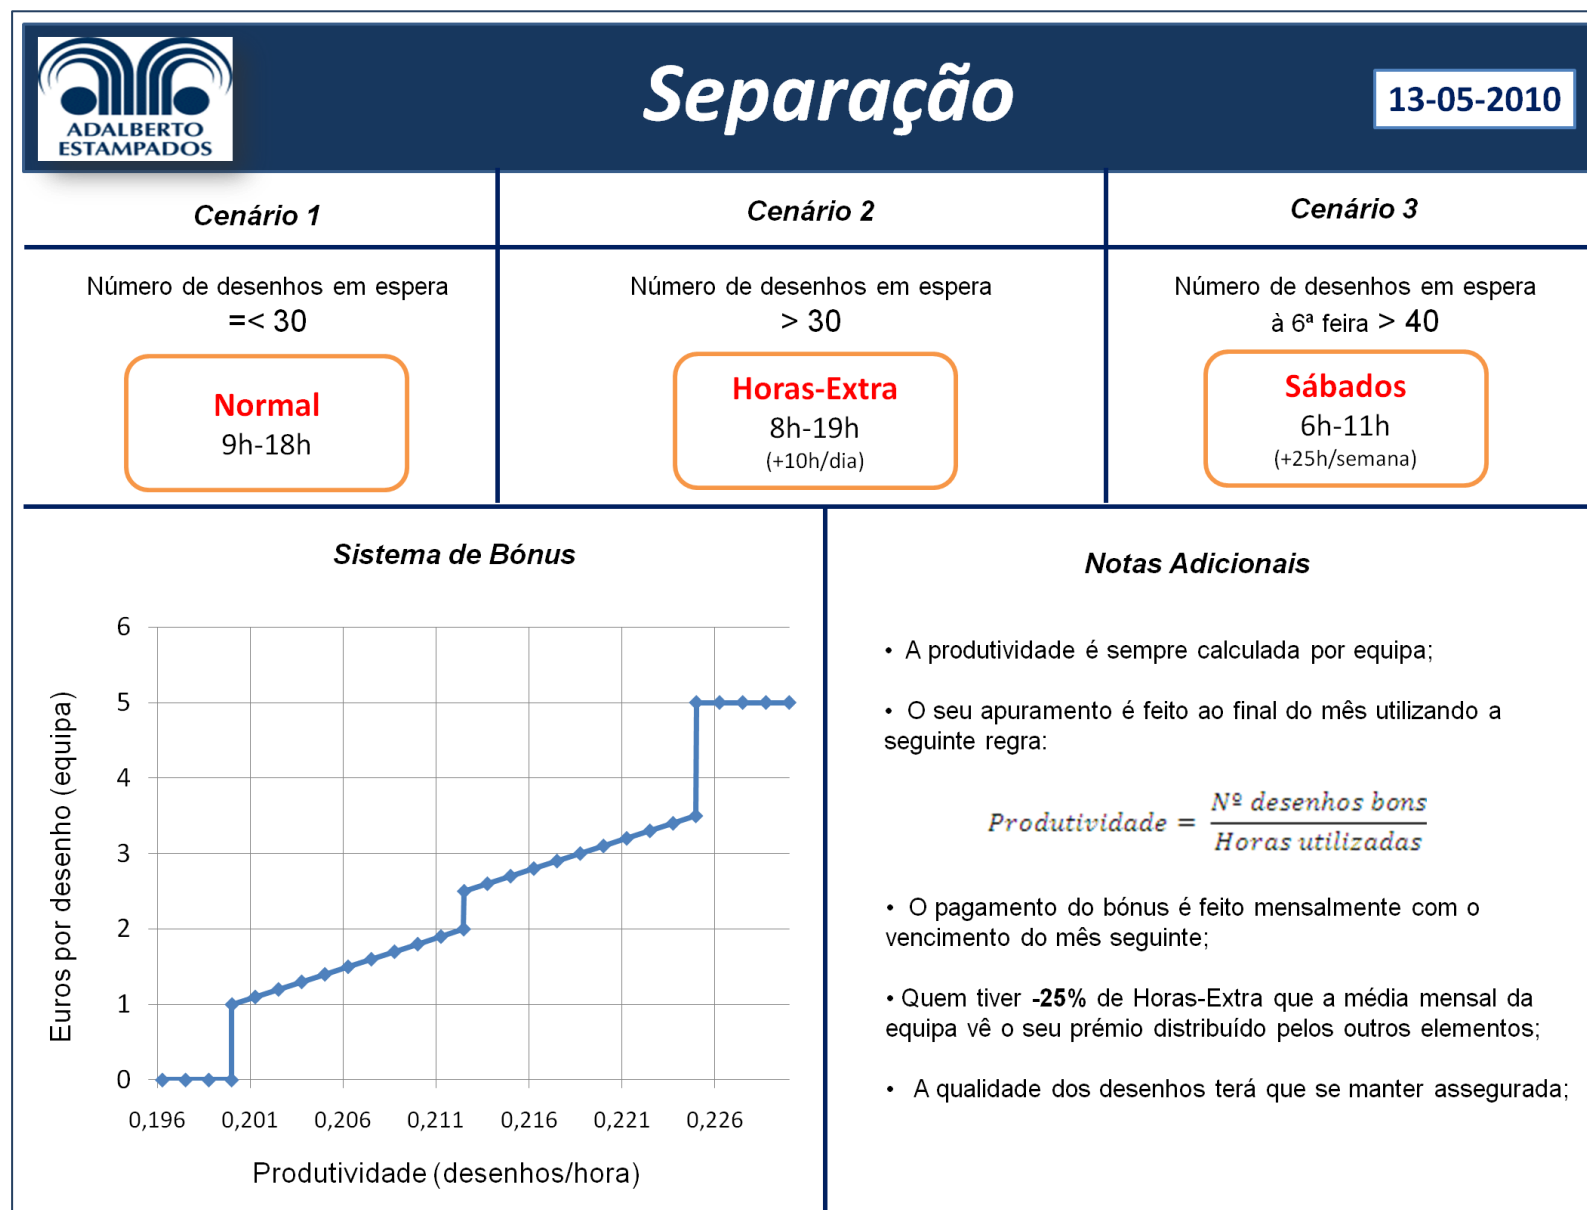 ADALBERTO
ESTAMPADOS
Separação
13-05-2010
Cenário 1
Cenário 2
Cenário 3
Número de desenhos em espera
=< 30
Normal
9h-18h
Número de desenhos em espera
> 30
Horas-Extra
8h-19h
(+10h/dia)
Número de desenhos em espera
à 6ª feira > 40
Sábados
6h-11h
(+25h/semana)
Sistema de Bónus
Euros por desenho (equipa)
6
5
4
3
2
1
0
0,196 0,201 0,206 0,211 0,216 0,221 0,226
Produtividade (desenhos/hora)
Notas Adicionais
• A produtividade é sempre calculada por equipa;
• O seu apuramento é feito ao final do mês utilizando a
seguinte regra:
Produtividade = Nº desenhos bons
Horas utilizadas
• O pagamento do bónus é feito mensalmente com o
vencimento do mês seguinte;
• Quem tiver -25% de Horas-Extra que a média mensal da
equipa vê o seu prémio distribuído pelos outros elementos;
• A qualidade dos desenhos terá que se manter assegurada;